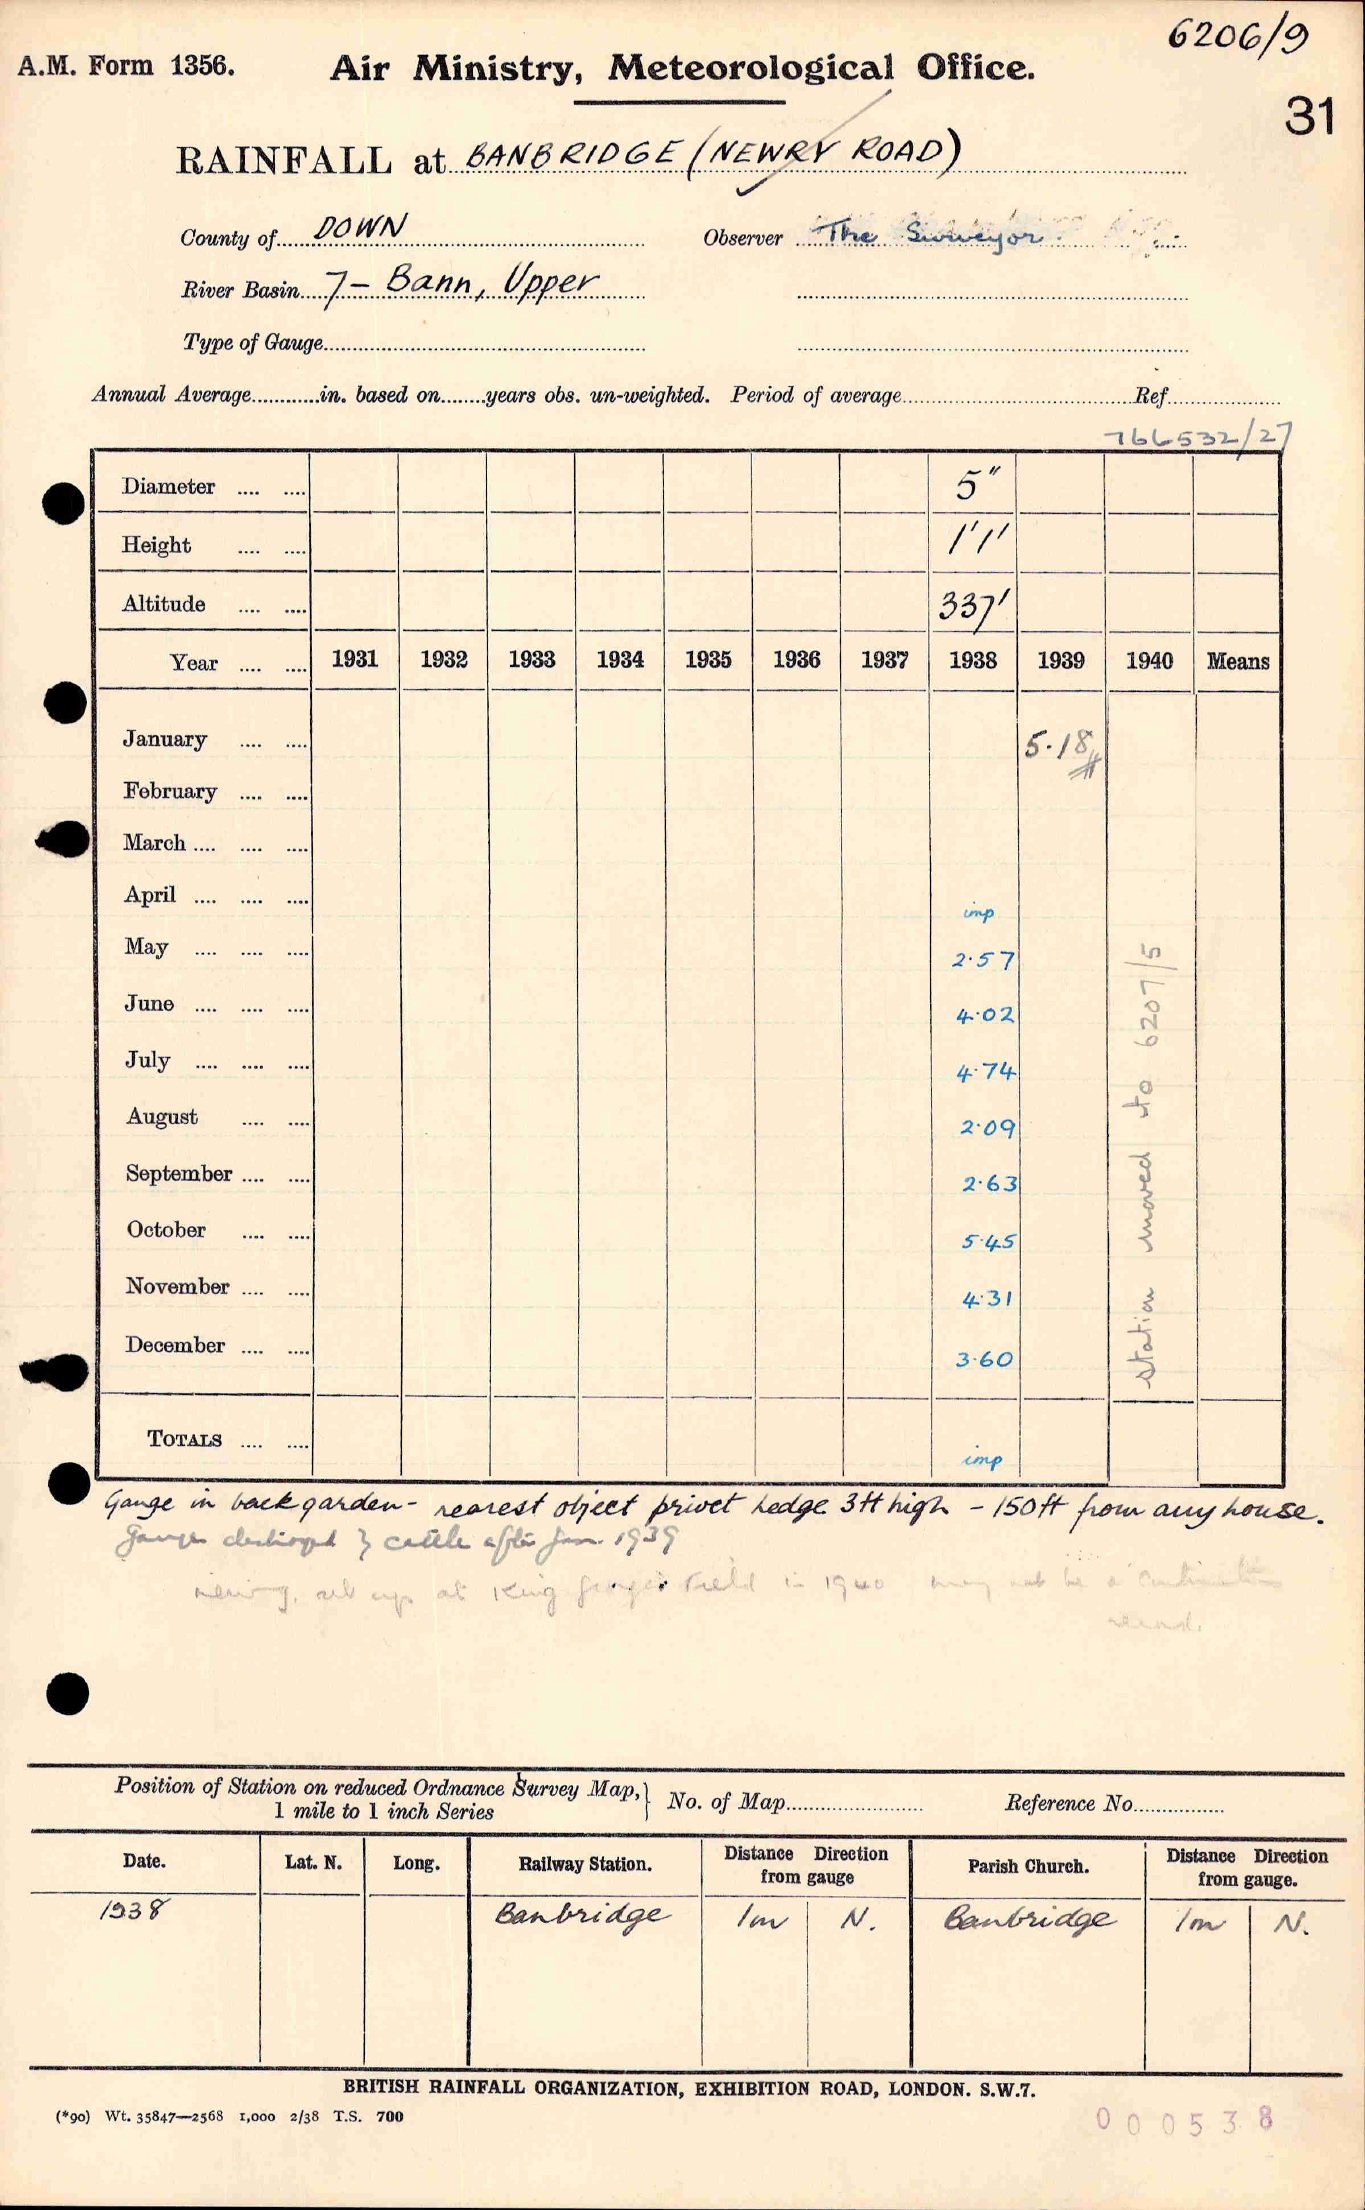 6206/9
A.M. Form 1356. Air Ministry, Meteorological Office.
31
RAINFALL at BANBRIDGE (NEWRY ROAD)
County of DOWN Observer The Surveyor.
River Basin 7 - Bann, Upper
Type of Gauge
Annual Average in. based on years obs. un-weighted. Period of average Ref
766532/27
Diameter 5"
Height 1'1'
Altitude 337'
Year 1931 1932 1933 1934 1935 1936 1937 1938 1939 1940 Means
January 5.18
February
March
April imp
May 2.57
June 4.02
July 4.74
August 2.09
September 2.63
October 5.45
November 4.31
December 3.60
station moved to 6207/5
TOTALS imp
Gauge in back garden - nearest object privet hedge 3ft high - 150ft from any house.
Gauge destroyed by cattle after Jan. 1939
set up at King George's Field in 1940 may not be a
record.
Position of Station on reduced Ordnance Survey Map, } No. of Map Reference No.
1 mile to 1 inch Series
Date. Lat. N. Long. Railway Station. Distance from gauge Direction Parish Church. Distance from gauge. Direction
1938 Banbridge 1m N. Banbridge 1m N.
BRITISH RAINFALL ORGANIZATION, EXHIBITION ROAD, LONDON. S.W.7.
(*90) Wt. 35847—2568 1,000 2/38 T.S. 700
000538